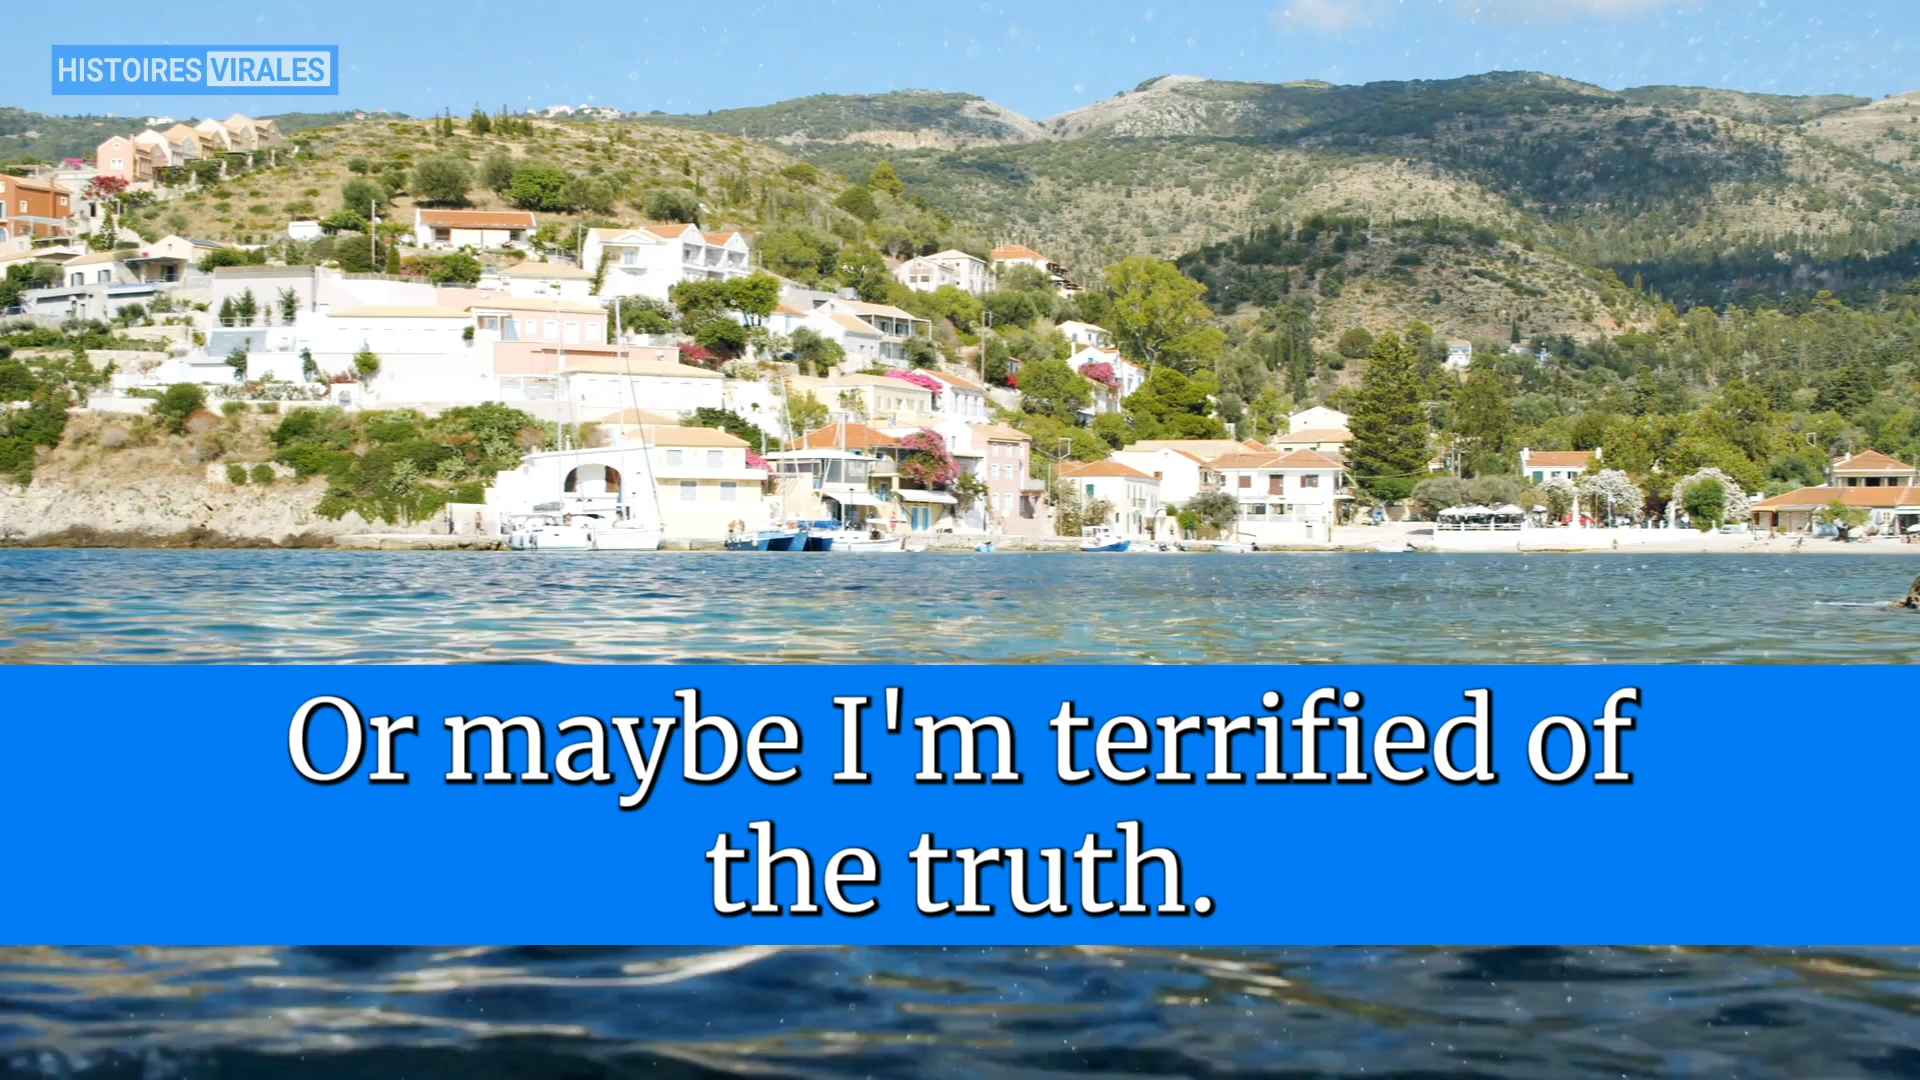 HISTOIRES VIRALES
Or maybe I'm terrified of
the truth.